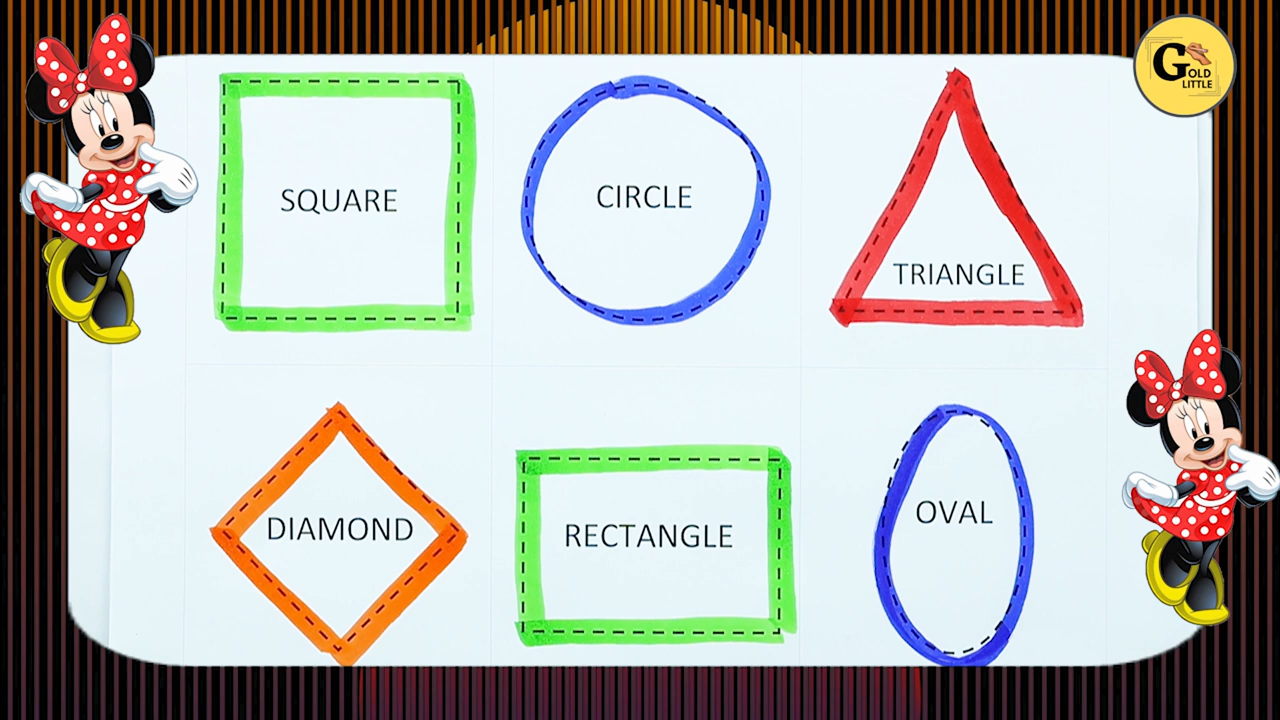 GOLD
LITTLE
SQUARE
CIRCLE
TRIANGLE
DIAMOND
RECTANGLE
OVAL